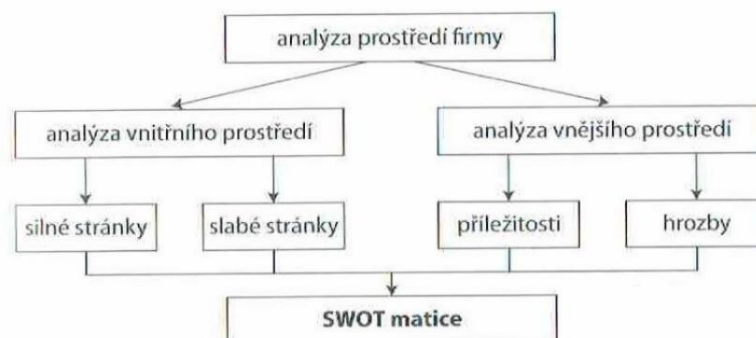 analýza prostředí firmy
analýza vnitřního prostředí
analýza vnějšího prostředí
silné stránky
slabé stránky
příležitosti
hrozby
SWOT matice